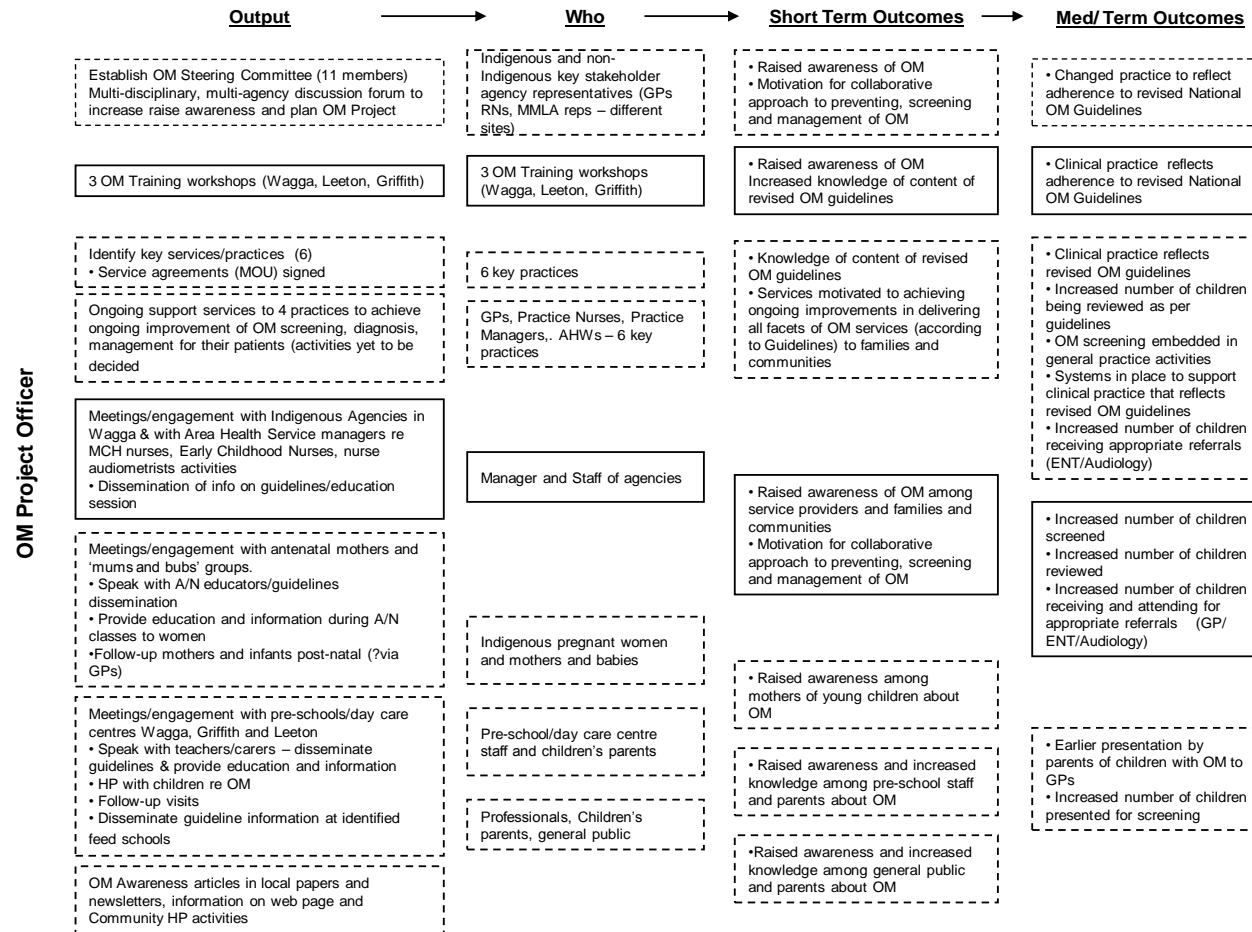 Output
Who
Short Term Outcomes
Med/ Term Outcomes
OM Project Officer
Establish OM Steering Committee (11 members)
Multi-disciplinary, multi-agency discussion forum to
increase raise awareness and plan OM Project
3 OM Training workshops (Wagga, Leeton, Griffith)
Identify key services/practices (6)
• Service agreements (MOU) signed
Ongoing support services to 4 practices to achieve
ongoing improvement of OM screening, diagnosis,
management for their patients (activities yet to be
decided
Meetings/engagement with Indigenous Agencies in
Wagga & with Area Health Service managers re
MCH nurses, Early Childhood Nurses, nurse
audiometrists activities
• Dissemination of info on guidelines/education
session
Meetings/engagement with antenatal mothers and
‘mums and bubs’ groups.
• Speak with A/N educators/guidelines
dissemination
• Provide education and information during A/N
classes to women
•Follow-up mothers and infants post-natal (?via
GPs)
Meetings/engagement with pre-schools/day care
centres Wagga, Griffith and Leeton
• Speak with teachers/carers – disseminate
guidelines & provide education and information
• HP with children re OM
• Follow-up visits
• Disseminate guideline information at identified
feed schools
OM Awareness articles in local papers and
newsletters, information on web page and
Community HP activities
Indigenous and non-
Indigenous key stakeholder
agency representatives (GPs
RNs, MMLA reps – different
sites)
3 OM Training workshops
(Wagga, Leeton, Griffith)
6 key practices
GPs, Practice Nurses, Practice
Managers,. AHWs – 6 key
practices
Manager and Staff of agencies
Indigenous pregnant women
and mothers and babies
Pre-school/day care centre
staff and children’s parents
Professionals, Children’s
parents, general public
• Raised awareness of OM
• Motivation for collaborative
approach to preventing, screening
and management of OM
• Raised awareness of OM
Increased knowledge of content of
revised OM guidelines
• Knowledge of content of revised
OM guidelines
• Services motivated to achieving
ongoing improvements in delivering
all facets of OM services (according
to Guidelines) to families and
communities
• Raised awareness of OM among
service providers and families and
communities
• Motivation for collaborative
approach to preventing, screening
and management of OM
• Raised awareness among
mothers of young children about
OM
• Raised awareness and increased
knowledge among pre-school staff
and parents about OM
•Raised awareness and increased
knowledge among general public
and parents about OM
• Changed practice to reflect
adherence to revised National
OM Guidelines
• Clinical practice reflects
adherence to revised National
OM Guidelines
• Clinical practice reflects
revised OM guidelines
• Increased number of children
being reviewed as per
guidelines
• OM screening embedded in
general practice activities
• Systems in place to support
clinical practice that reflects
revised OM guidelines
• Increased number of children
receiving appropriate referrals
(ENT/Audiology)
• Increased number of children
screened
• Increased number of children
reviewed
• Increased number of children
receiving and attending for
appropriate referrals (GP/
ENT/Audiology)
• Earlier presentation by
parents of children with OM to
GPs
• Increased number of children
presented for screening